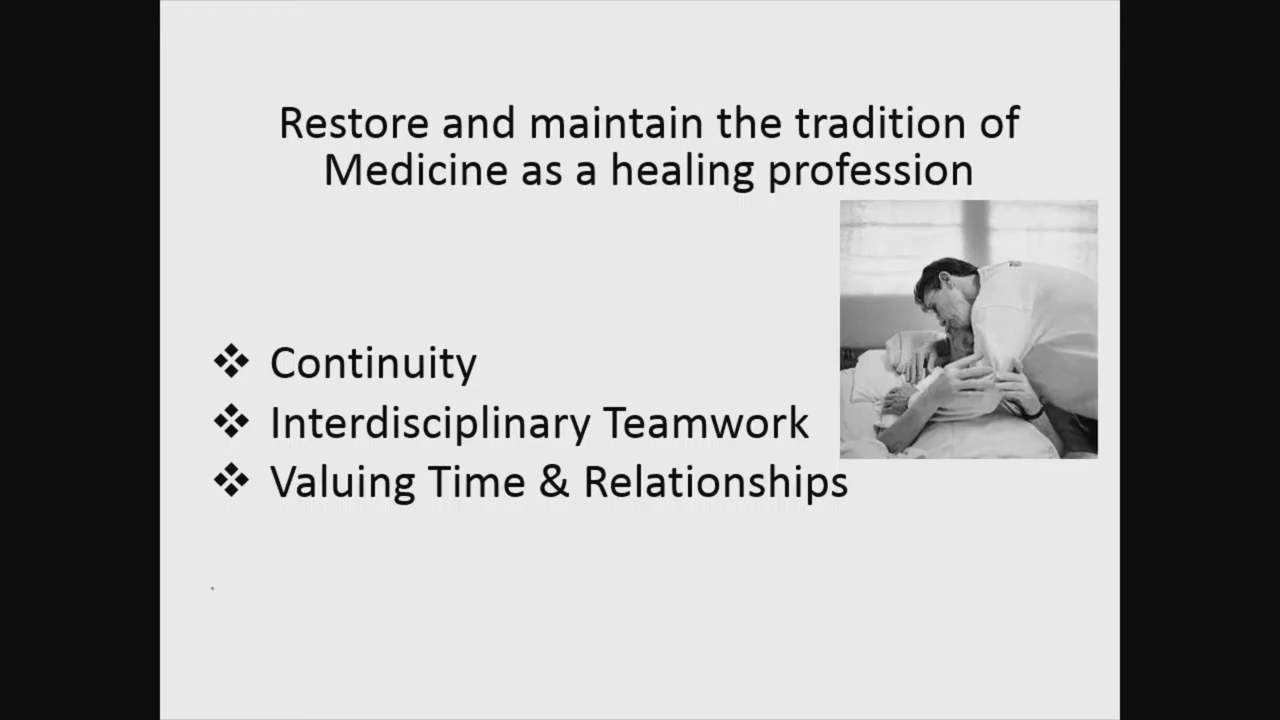 Restore and maintain the tradition of
Medicine as a healing profession
❖ Continuity
❖ Interdisciplinary Teamwork
❖ Valuing Time & Relationships
.